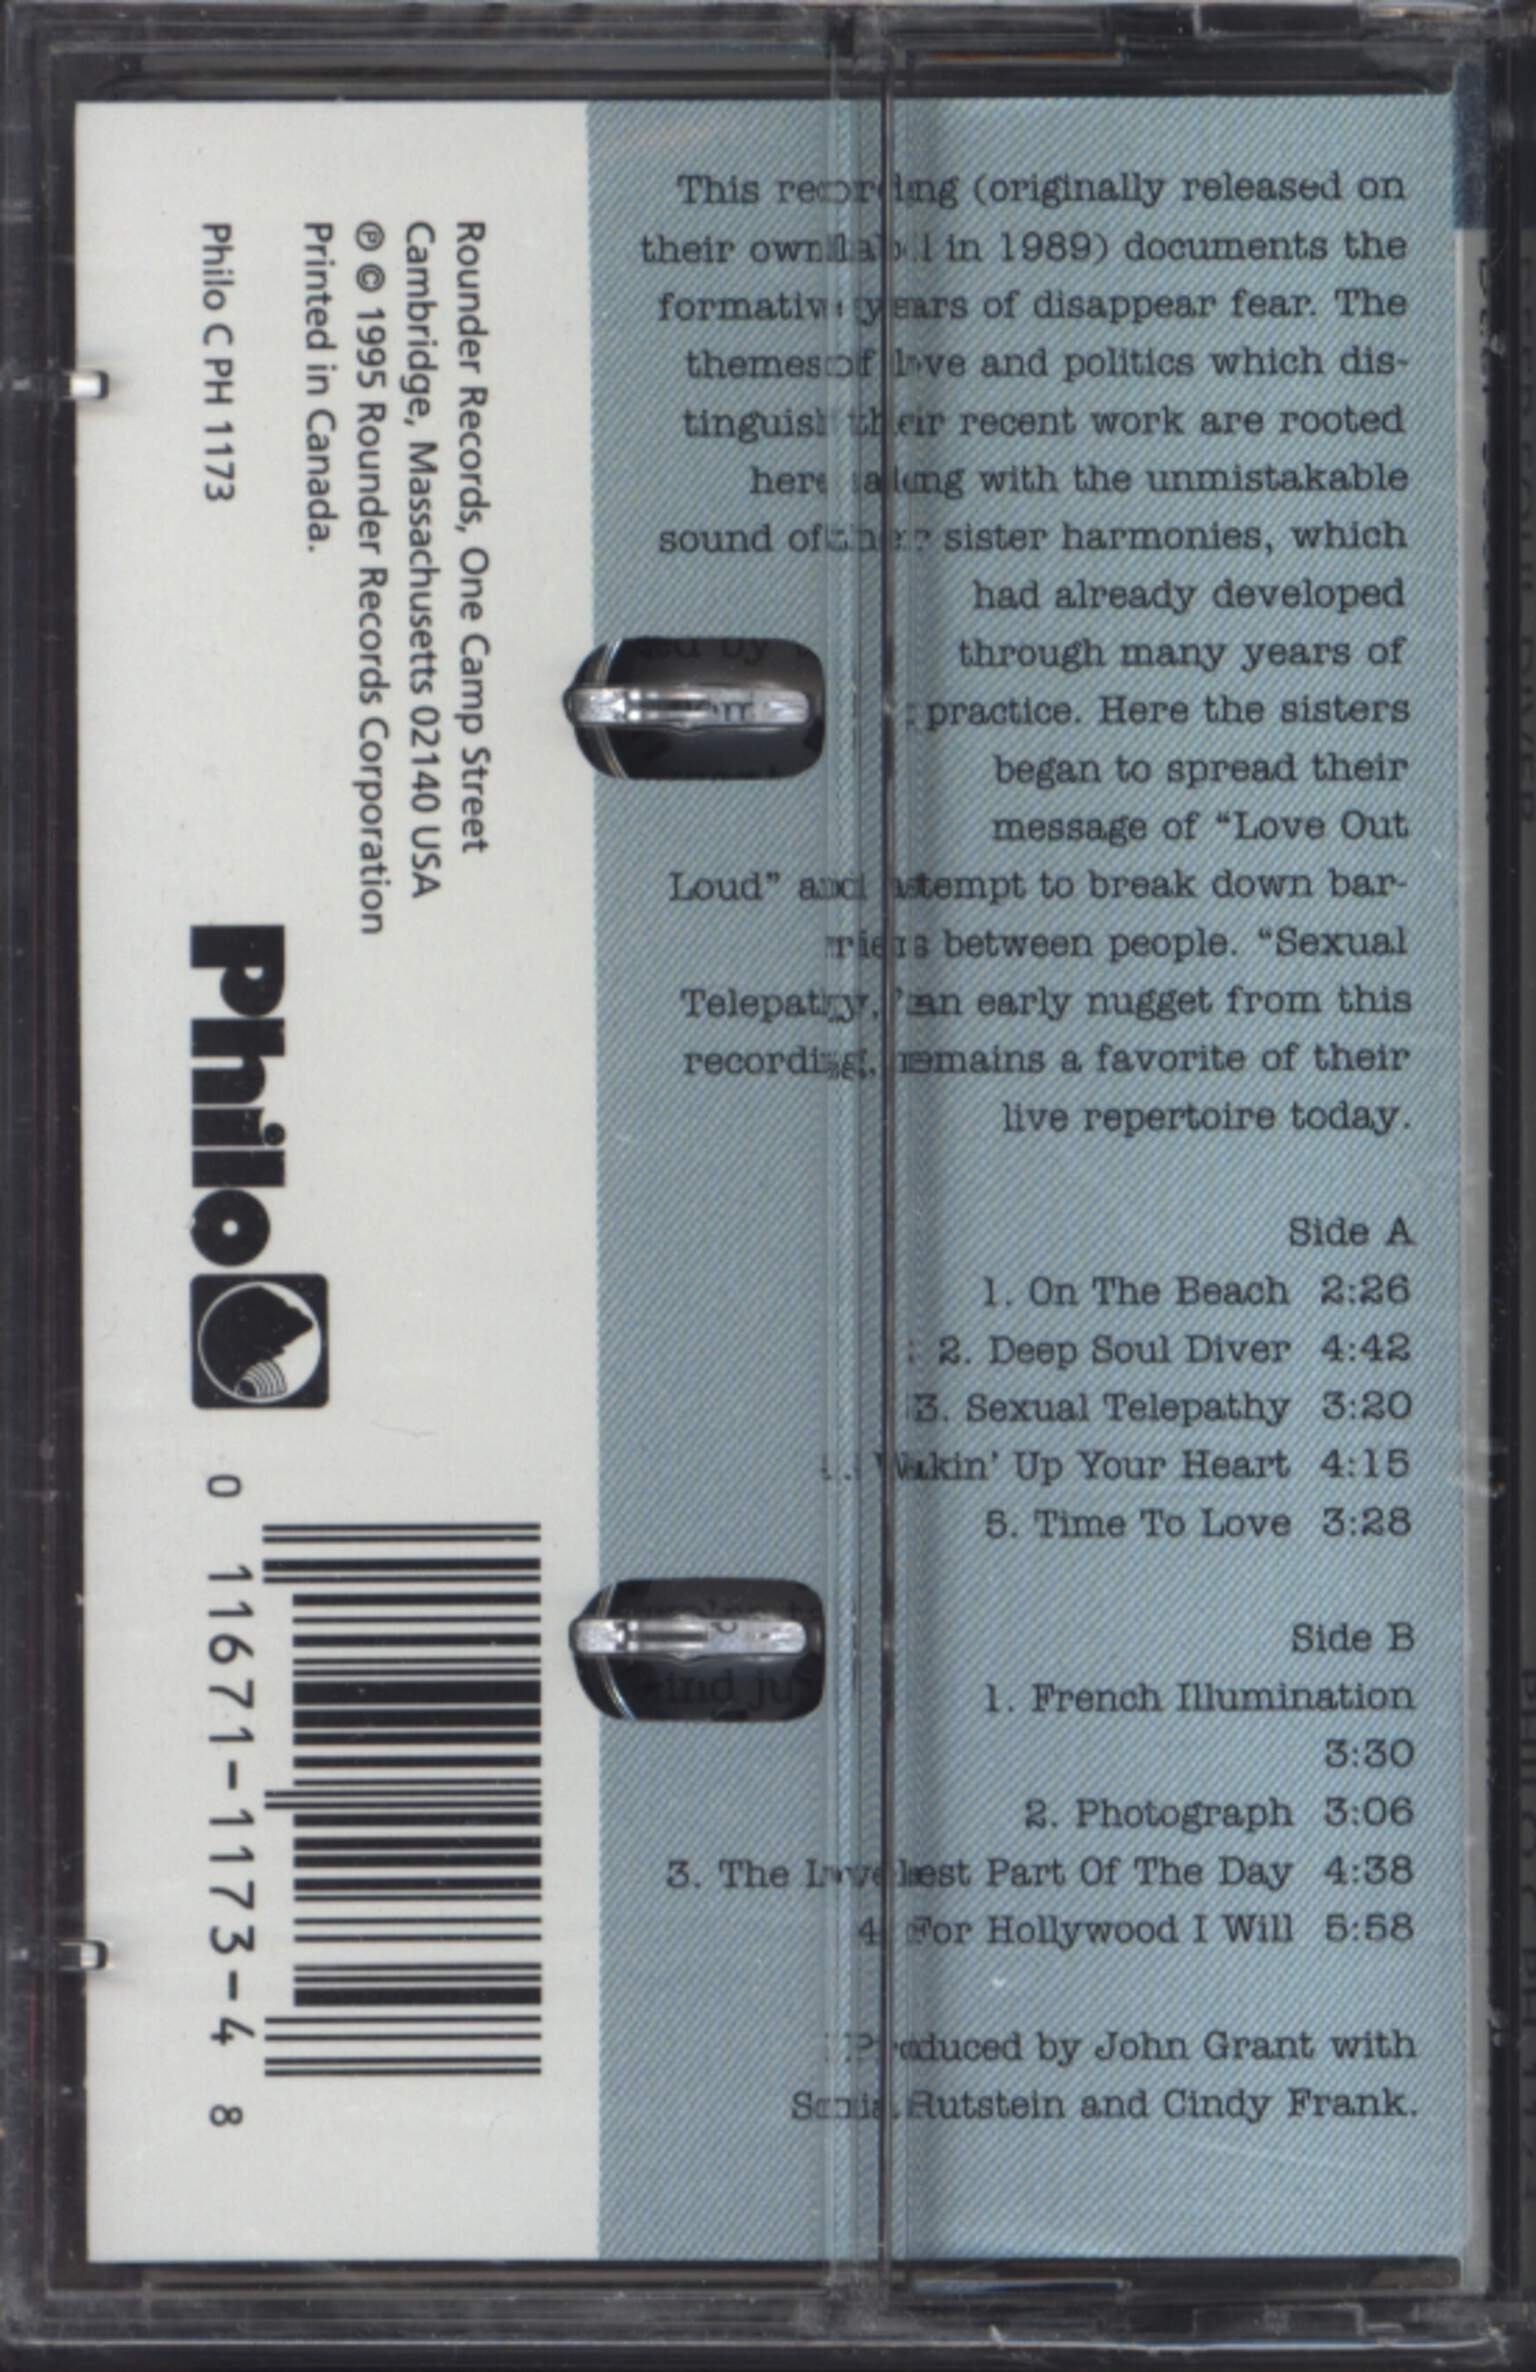 This recording (originally released on
their own label in 1989) documents the
formative years of disappear fear. The
themes of love and politics which dis-
tinguish their recent work are rooted
here along with the unmistakable
sound of their sister harmonies, which
had already developed
through many years of
practice. Here the sisters
began to spread their
message of “Love Out
Loud” and attempt to break down bar-
riers between people. “Sexual
Telepathy,” an early nugget from this
recording, remains a favorite of their
live repertoire today.
Side A
1. On The Beach 2:26
2. Deep Soul Diver 4:42
3. Sexual Telepathy 3:20
Wakin’ Up Your Heart 4:15
5. Time To Love 3:28
Side B
1. French Illumination
3:30
2. Photograph 3:06
3. The Loveliest Part Of The Day 4:38
4. For Hollywood I Will 5:58
Produced by John Grant with
Sonia Rutstein and Cindy Frank.
Rounder Records, One Camp Street
Cambridge, Massachusetts 02140 USA
℗ © 1995 Rounder Records Corporation
Printed in Canada.
Philo C PH 1173
Philo
0 11671-1173-4 8